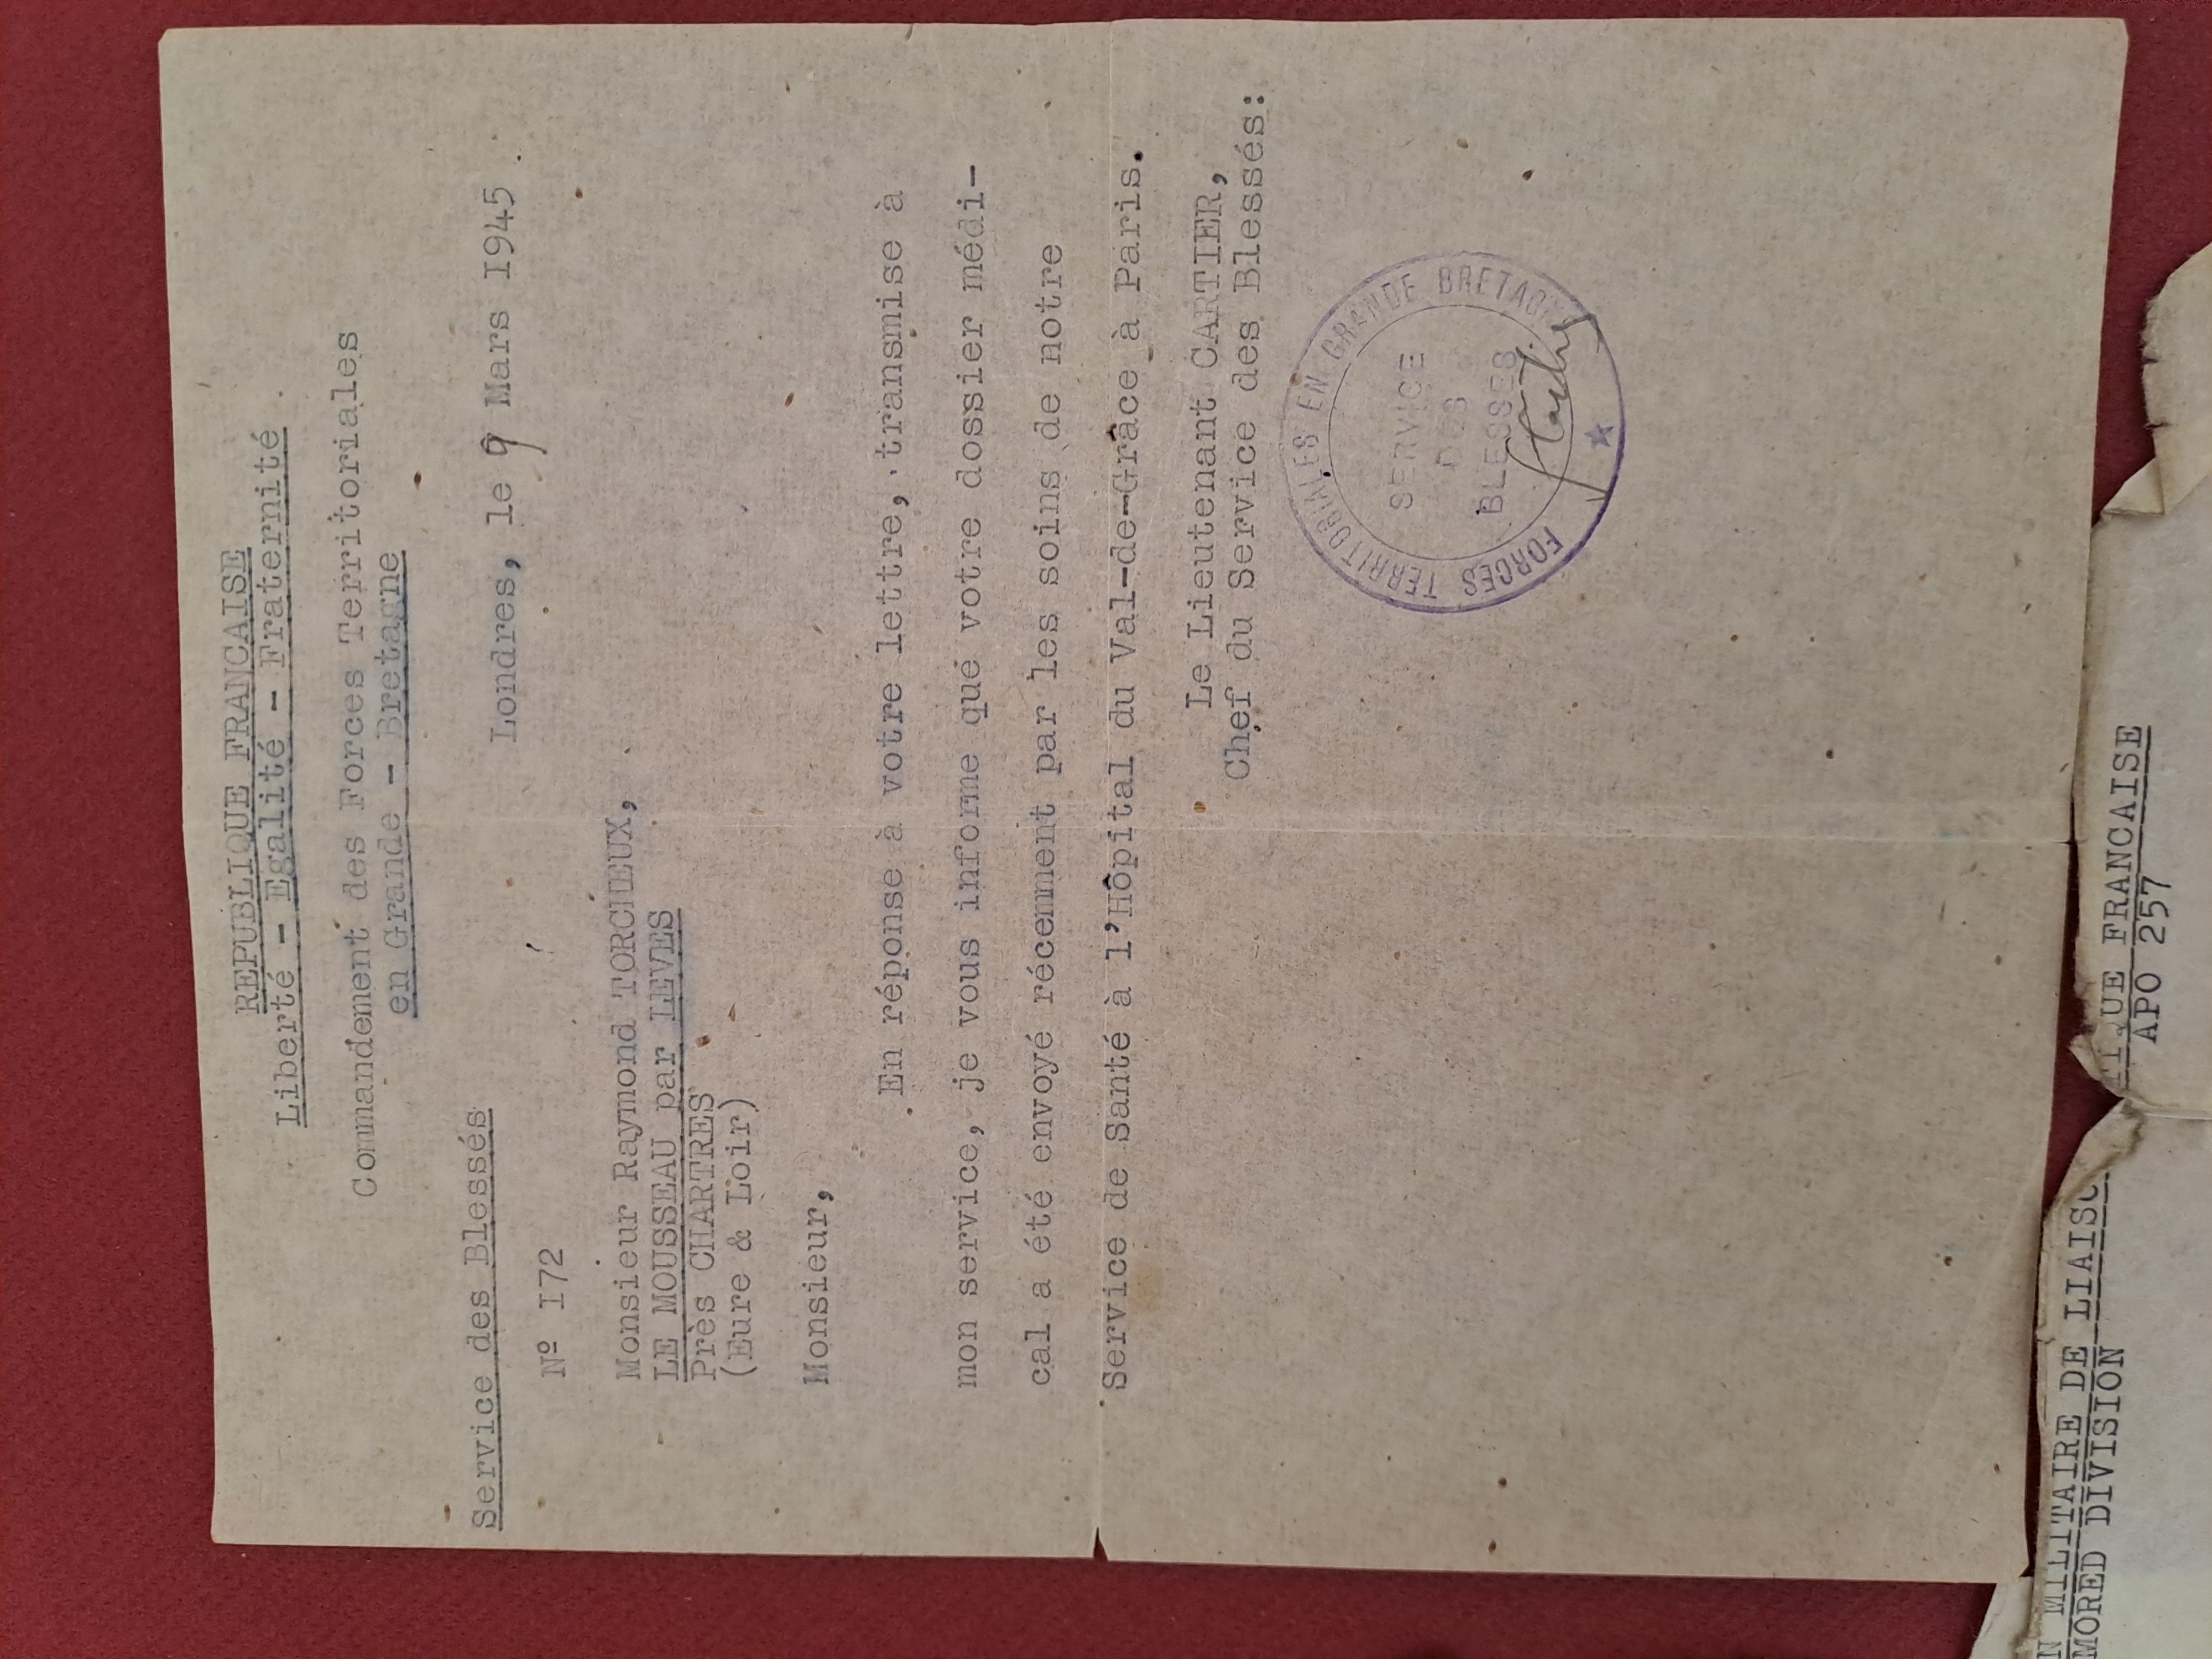 REPUBLIQUE FRANCAISE
Liberté - Egalité - Fraternité
Commandement des Forces Territoriales
en Grande - Bretagne
Service des Blessés
Londres, le 9 Mars I945
Nº I72
Monsieur Raymond TORCHEUX,
LE MOUSSEAU par LEVES
Près CHARTRES
(Eure & Loir)
Monsieur,
En réponse à votre lettre, transmise à
mon service, je vous informe que votre dossier médi-
cal a été envoyé récemment par les soins de notre
Service de Santé à l'Hôpital du Val-de-Grâce à Paris.
Le Lieutenant CARTIER,
Chef du Service des Blessés:
FORCES TERRITORIALES EN GRANDE BRETAGNE
SERVICE
DES
BLESSES
QUE FRANCAISE
APO 257
N MILITAIRE DE LIAISO
MORED DIVISION